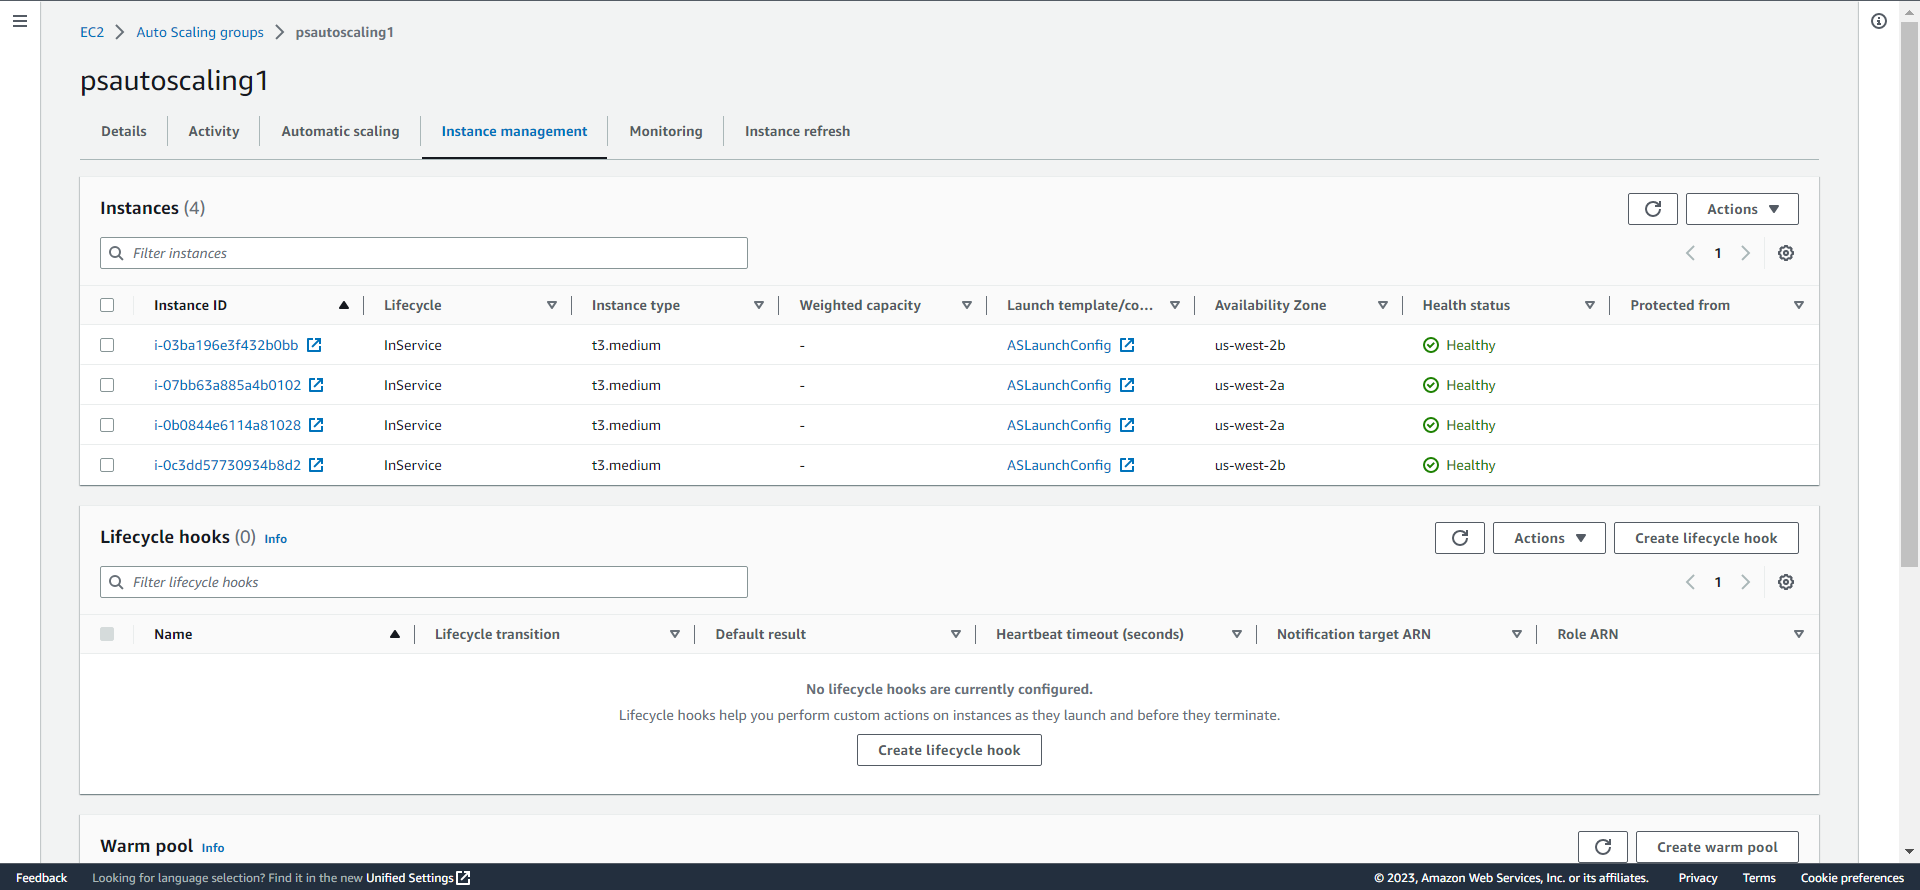 EC2 > Auto Scaling groups > psautoscaling1
psautoscaling1
Details Activity Automatic scaling Instance management Monitoring Instance refresh
Instances (4) Actions
Filter instances 1
Instance ID Lifecycle Instance type Weighted capacity Launch template/co... Availability Zone Health status Protected from
i-03ba196e3f432b0bb InService t3.medium - ASLaunchConfig us-west-2b Healthy
i-07bb63a885a4b0102 InService t3.medium - ASLaunchConfig us-west-2a Healthy
i-0b0844e6114a81028 InService t3.medium - ASLaunchConfig us-west-2a Healthy
i-0c3dd57730934b8d2 InService t3.medium - ASLaunchConfig us-west-2b Healthy
Lifecycle hooks (0) Info Actions Create lifecycle hook
Filter lifecycle hooks 1
Name Lifecycle transition Default result Heartbeat timeout (seconds) Notification target ARN Role ARN
No lifecycle hooks are currently configured.
Lifecycle hooks help you perform custom actions on instances as they launch and before they terminate.
Create lifecycle hook
Warm pool Info Create warm pool
Feedback Looking for language selection? Find it in the new Unified Settings © 2023, Amazon Web Services, Inc. or its affiliates. Privacy Terms Cookie preferences